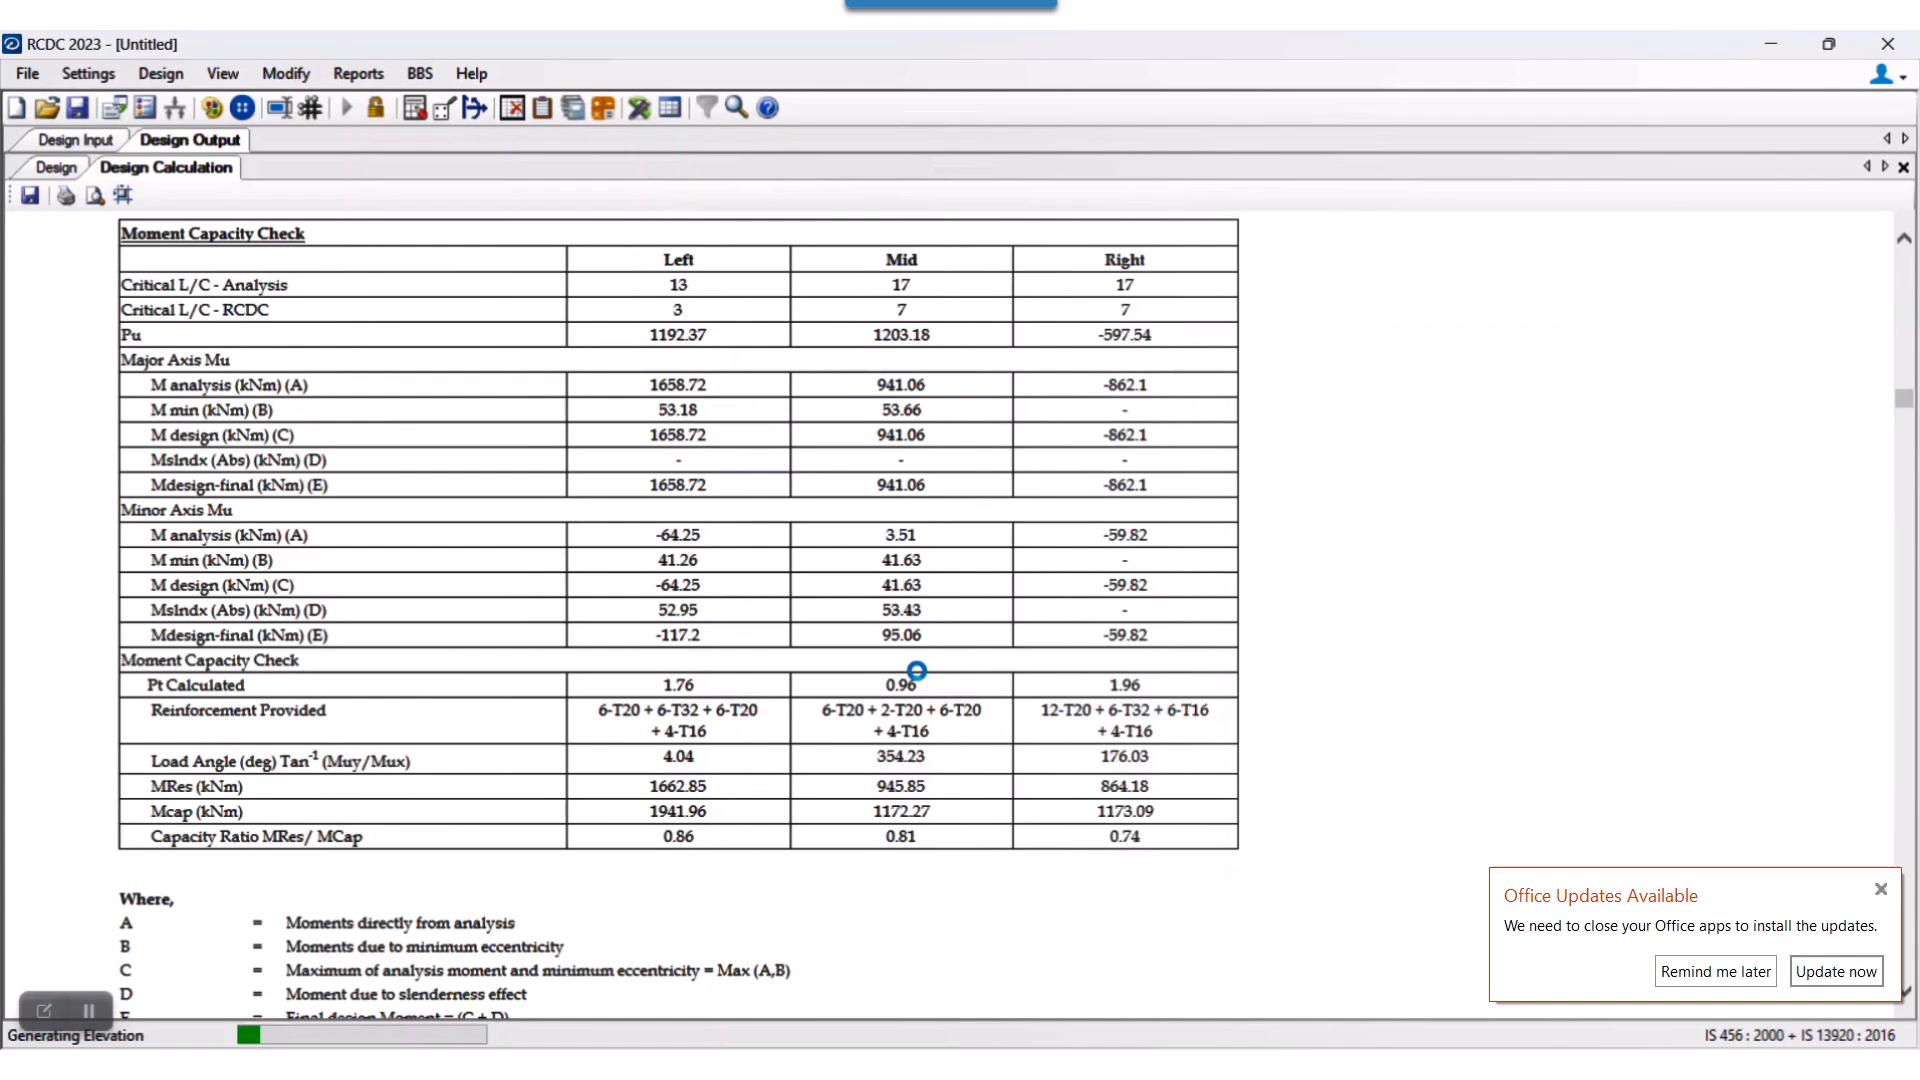 RCDC 2023 - [Untitled]
File Settings Design View Modify Reports BBS Help
Design Input Design Output
Design Design Calculation
Moment Capacity Check
Left Mid Right
Critical L/C - Analysis 13 17 17
Critical L/C - RCDC 3 7 7
Pu 1192.37 1203.18 -597.54
Major Axis Mu
M analysis (kNm) (A) 1658.72 941.06 -862.1
M min (kNm) (B) 53.18 53.66 -
M design (kNm) (C) 1658.72 941.06 -862.1
Mslndx (Abs) (kNm) (D) - - -
Mdesign-final (kNm) (E) 1658.72 941.06 -862.1
Minor Axis Mu
M analysis (kNm) (A) -64.25 3.51 -59.82
M min (kNm) (B) 41.26 41.63 -
M design (kNm) (C) -64.25 41.63 -59.82
Mslndx (Abs) (kNm) (D) 52.95 53.43 -
Mdesign-final (kNm) (E) -117.2 95.06 -59.82
Moment Capacity Check
Pt Calculated 1.76 0.96 1.96
Reinforcement Provided 6-T20 + 6-T32 + 6-T20 6-T20 + 2-T20 + 6-T20 12-T20 + 6-T32 + 6-T16
+ 4-T16 + 4-T16 + 4-T16
Load Angle (deg) Tan-1 (Muy/Mux) 4.04 354.23 176.03
MRes (kNm) 1662.85 945.85 864.18
Mcap (kNm) 1941.96 1172.27 1173.09
Capacity Ratio MRes/ MCap 0.86 0.81 0.74
Where,
A = Moments directly from analysis
B = Moments due to minimum eccentricity
C = Maximum of analysis moment and minimum eccentricity = Max (A,B)
D = Moment due to slenderness effect
E = Final design Moment = (C + D)
Office Updates Available
We need to close your Office apps to install the updates.
Remind me later Update now
Generating Elevation IS 456 : 2000 + IS 13920 : 2016